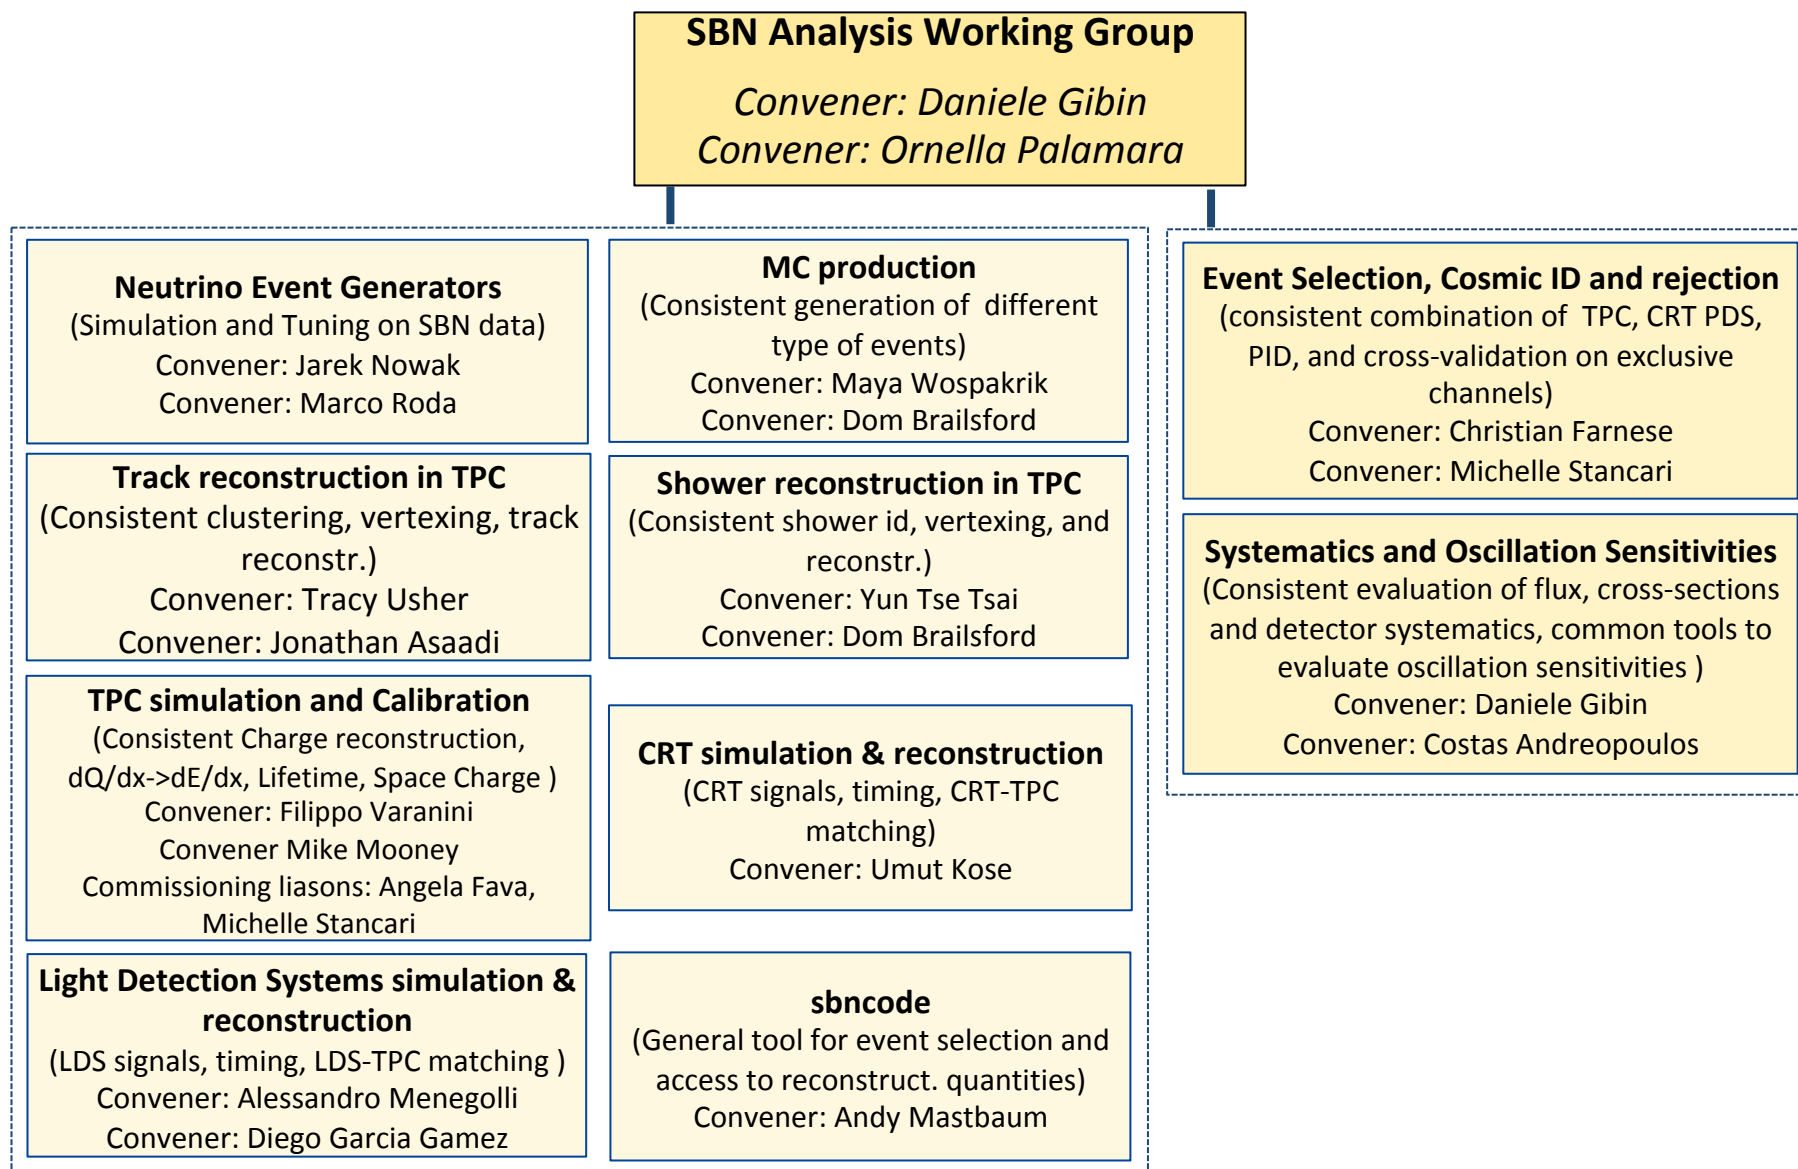 SBN Analysis Working Group
Convener: Daniele Gibin
Convener: Ornella Palamara
Neutrino Event Generators
(Simulation and Tuning on SBN data)
Convener: Jarek Nowak
Convener: Marco Roda
MC production
(Consistent generation of different
type of events)
Convener: Maya Wospakrik
Convener: Dom Brailsford
Track reconstruction in TPC
(Consistent clustering, vertexing, track
reconstr.)
Convener: Tracy Usher
Convener: Jonathan Asaadi
Shower reconstruction in TPC
(Consistent shower id, vertexing, and
reconstr.)
Convener: Yun Tse Tsai
Convener: Dom Brailsford
TPC simulation and Calibration
(Consistent Charge reconstruction,
dQ/dx->dE/dx, Lifetime, Space Charge )
Convener: Filippo Varanini
Convener Mike Mooney
Commissioning liasons: Angela Fava,
Michelle Stancari
CRT simulation & reconstruction
(CRT signals, timing, CRT-TPC
matching)
Convener: Umut Kose
Light Detection Systems simulation &
reconstruction
(LDS signals, timing, LDS-TPC matching )
Convener: Alessandro Menegolli
Convener: Diego Garcia Gamez
sbncode
(General tool for event selection and
access to reconstruct. quantities)
Convener: Andy Mastbaum
Event Selection, Cosmic ID and rejection
(consistent combination of TPC, CRT PDS,
PID, and cross-validation on exclusive
channels)
Convener: Christian Farnese
Convener: Michelle Stancari
Systematics and Oscillation Sensitivities
(Consistent evaluation of flux, cross-sections
and detector systematics, common tools to
evaluate oscillation sensitivities )
Convener: Daniele Gibin
Convener: Costas Andreopoulos